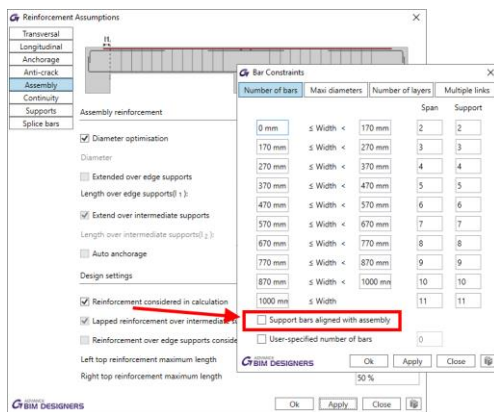 Reinforcement Assumptions
Transversal
Longitudinal
Anchorage
Anti-crack
Assembly
Continuity
Supports
Splice bars
l1.
Assembly reinforcement
Diameter optimisation
Diameter
Extended over edge supports
Length over edge supports(l 1 ):
Extend over intermediate supports
Length over intermediate supports(l 2 ):
Auto anchorage
Design settings
Reinforcement considered in calculation
Lapped reinforcement over intermediate
Reinforcement over edge supports conside
Left top reinforcement maximum length
Right top reinforcement maximum length
50 %
ADVANCE
BIM DESIGNERS
Ok Apply Close
Bar Constraints
Number of bars Maxi diameters Number of layers Multiple links
Span Support
0 mm ≤ Width < 170 mm 2 2
170 mm ≤ Width < 270 mm 3 3
270 mm ≤ Width < 370 mm 4 4
370 mm ≤ Width < 470 mm 5 5
470 mm ≤ Width < 570 mm 6 6
570 mm ≤ Width < 670 mm 7 7
670 mm ≤ Width < 770 mm 8 8
770 mm ≤ Width < 870 mm 9 9
870 mm ≤ Width < 1000 mm 10 10
1000 mm ≤ Width 11 11
Support bars aligned with assembly
User-specified number of bars 0
ADVANCE
BIM DESIGNERS
Ok Apply Close